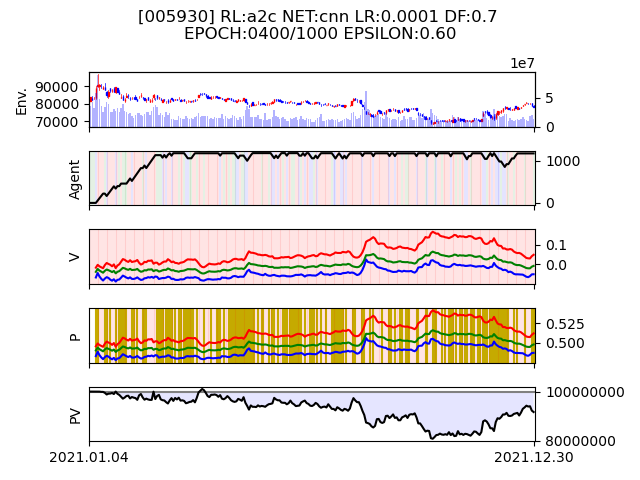 [005930] RL:a2c NET:cnn LR:0.0001 DF:0.7
EPOCH:0400/1000 EPSILON:0.60
1e7
Env.
90000
80000
70000
5
0
Agent
1000
0
V
0.1
0.0
P
0.525
0.500
PV
100000000
80000000
2021.01.04
2021.12.30